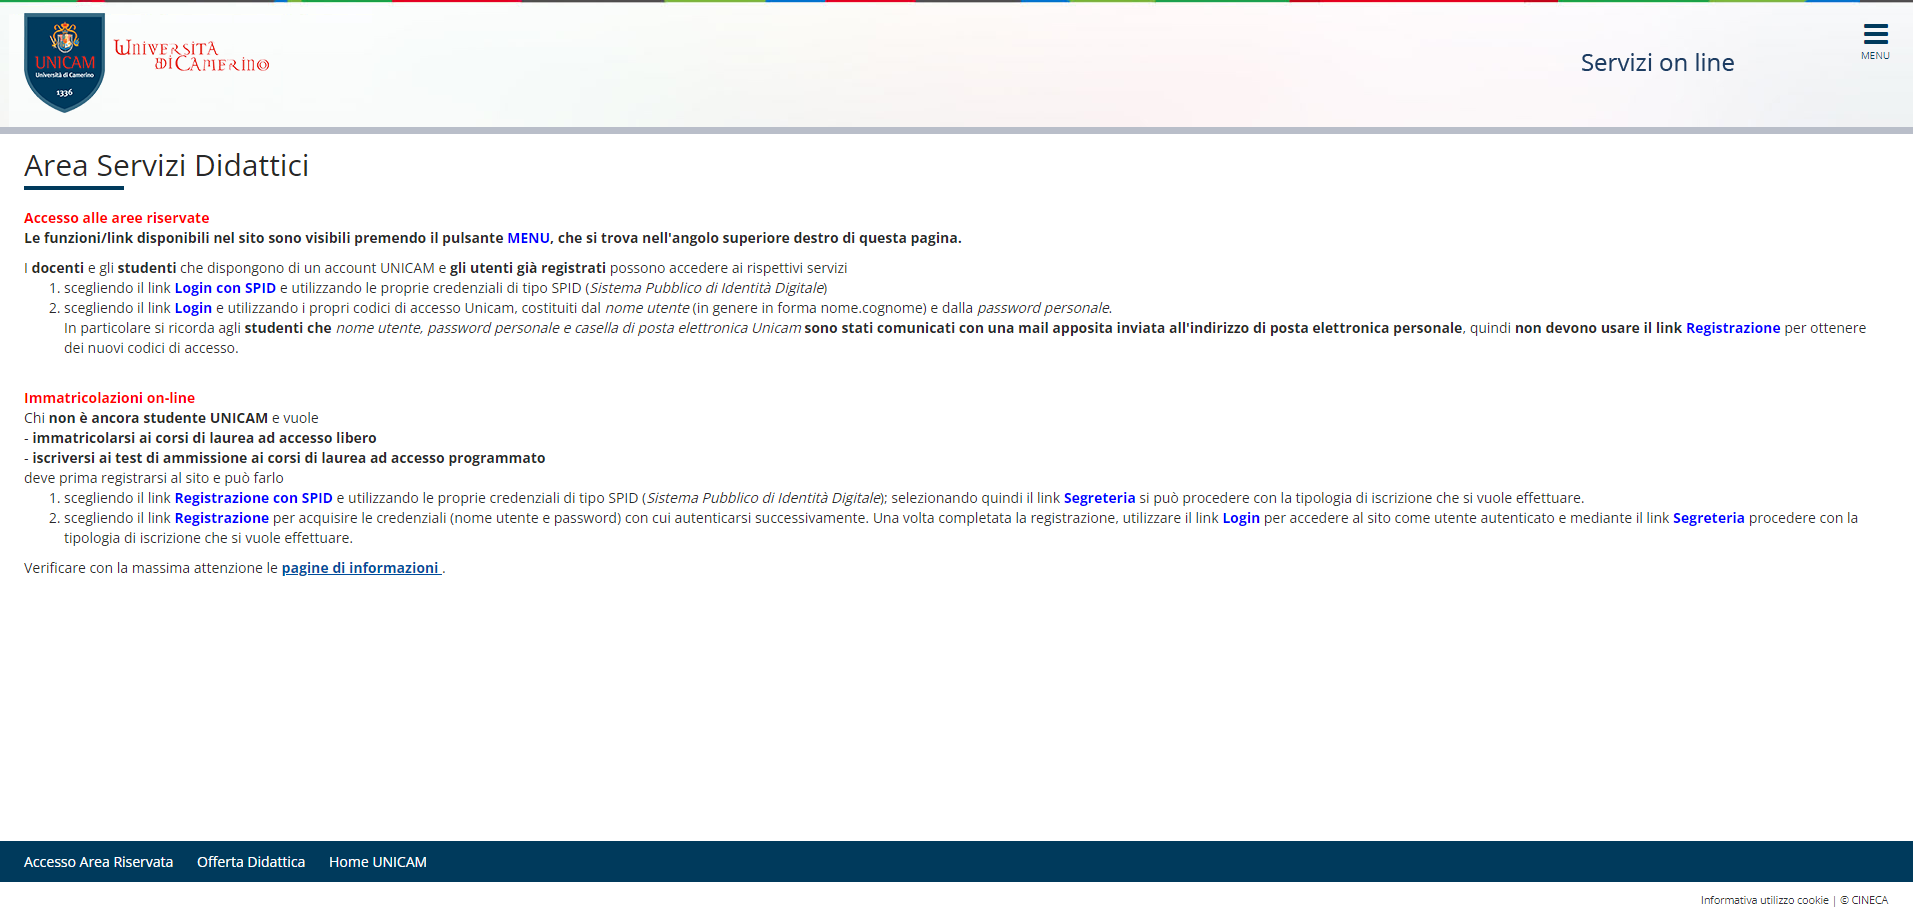 UNICAM
Università di Camerino
1336
Università
di Camerino
Servizi on line
MENU
Area Servizi Didattici
Accesso alle aree riservate
Le funzioni/link disponibili nel sito sono visibili premendo il pulsante MENU, che si trova nell'angolo superiore destro di questa pagina.
I docenti e gli studenti che dispongono di un account UNICAM e gli utenti già registrati possono accedere ai rispettivi servizi
1. scegliendo il link Login con SPID e utilizzando le proprie credenziali di tipo SPID (Sistema Pubblico di Identità Digitale)
2. scegliendo il link Login e utilizzando i propri codici di accesso Unicam, costituiti dal nome utente (in genere in forma nome.cognome) e dalla password personale.
In particolare si ricorda agli studenti che nome utente, password personale e casella di posta elettronica Unicam sono stati comunicati con una mail apposita inviata all'indirizzo di posta elettronica personale, quindi non devono usare il link Registrazione per ottenere
dei nuovi codici di accesso.
Immatricolazioni on-line
Chi non è ancora studente UNICAM e vuole
- immatricolarsi ai corsi di laurea ad accesso libero
- iscriversi ai test di ammissione ai corsi di laurea ad accesso programmato
deve prima registrarsi al sito e può farlo
1. scegliendo il link Registrazione con SPID e utilizzando le proprie credenziali di tipo SPID (Sistema Pubblico di Identità Digitale); selezionando quindi il link Segreteria si può procedere con la tipologia di iscrizione che si vuole effettuare.
2. scegliendo il link Registrazione per acquisire le credenziali (nome utente e password) con cui autenticarsi successivamente. Una volta completata la registrazione, utilizzare il link Login per accedere al sito come utente autenticato e mediante il link Segreteria procedere con la
tipologia di iscrizione che si vuole effettuare.
Verificare con la massima attenzione le pagine di informazioni .
Accesso Area Riservata Offerta Didattica Home UNICAM
Informativa utilizzo cookie | © CINECA